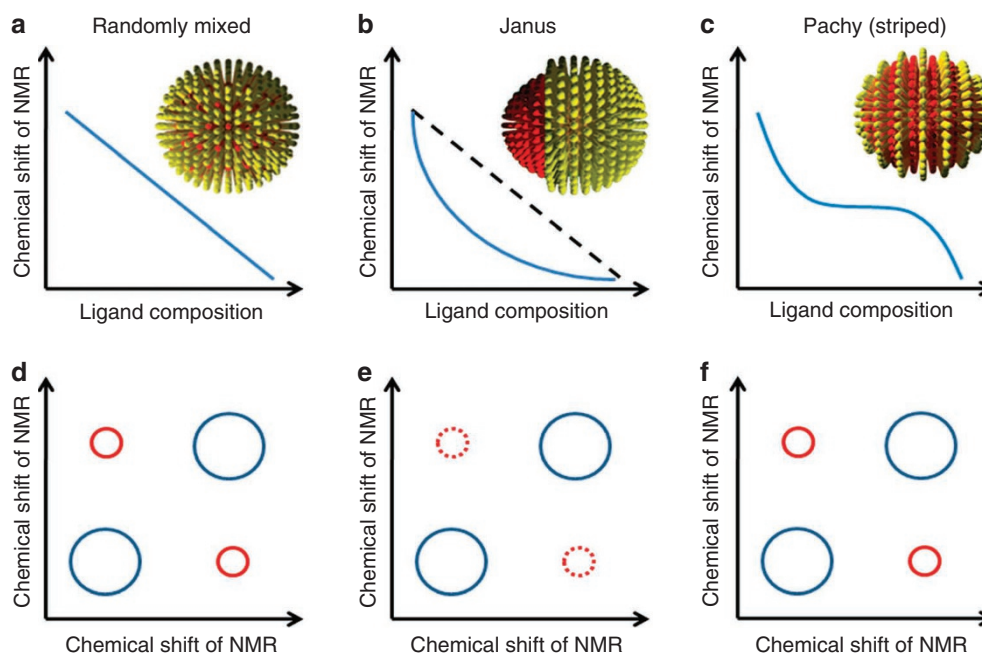 a Randomly mixed
b Janus
c Pachy (striped)
Chemical shift of NMR
Chemical shift of NMR
Chemical shift of NMR
Ligand composition
Ligand composition
Ligand composition
d
e
f
Chemical shift of NMR
Chemical shift of NMR
Chemical shift of NMR
Chemical shift of NMR
Chemical shift of NMR
Chemical shift of NMR